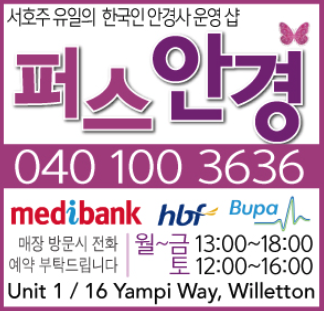 서호주 유일의 한국인 안경사 운영 샵
퍼스안경
040 100 3636
medibank hbf Bupa
매장 방문시 전화
예약 부탁드립니다
월~금 13:00~18:00
토 12:00~16:00
Unit 1 / 16 Yampi Way, Willetton